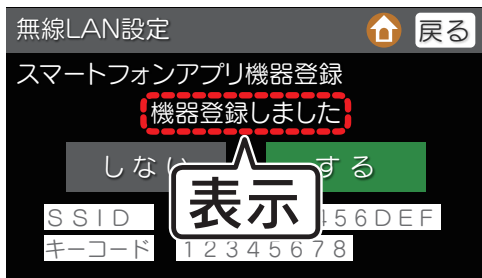 無線LAN設定 戻る
スマートフォンアプリ機器登録
機器登録しました
しない する
表示
SSID 456DEF
キーコード 12345678